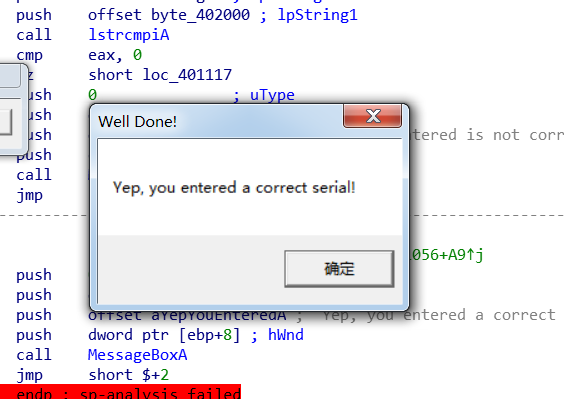 push offset byte_402000 ; lpString1
call lstrcmpiA
cmp eax, 0
short loc_401117
push 0 ; uType
push
push ntered is not corr
push
call
jmp
Well Done!
Yep, you entered a correct serial!
确定
1056+A9↑j
push
push
push offset aYepYouEnteredA ; "Yep, you entered a correct
push dword ptr [ebp+8] ; hWnd
call MessageBoxA
jmp short $+2
endp ; sp-analysis failed